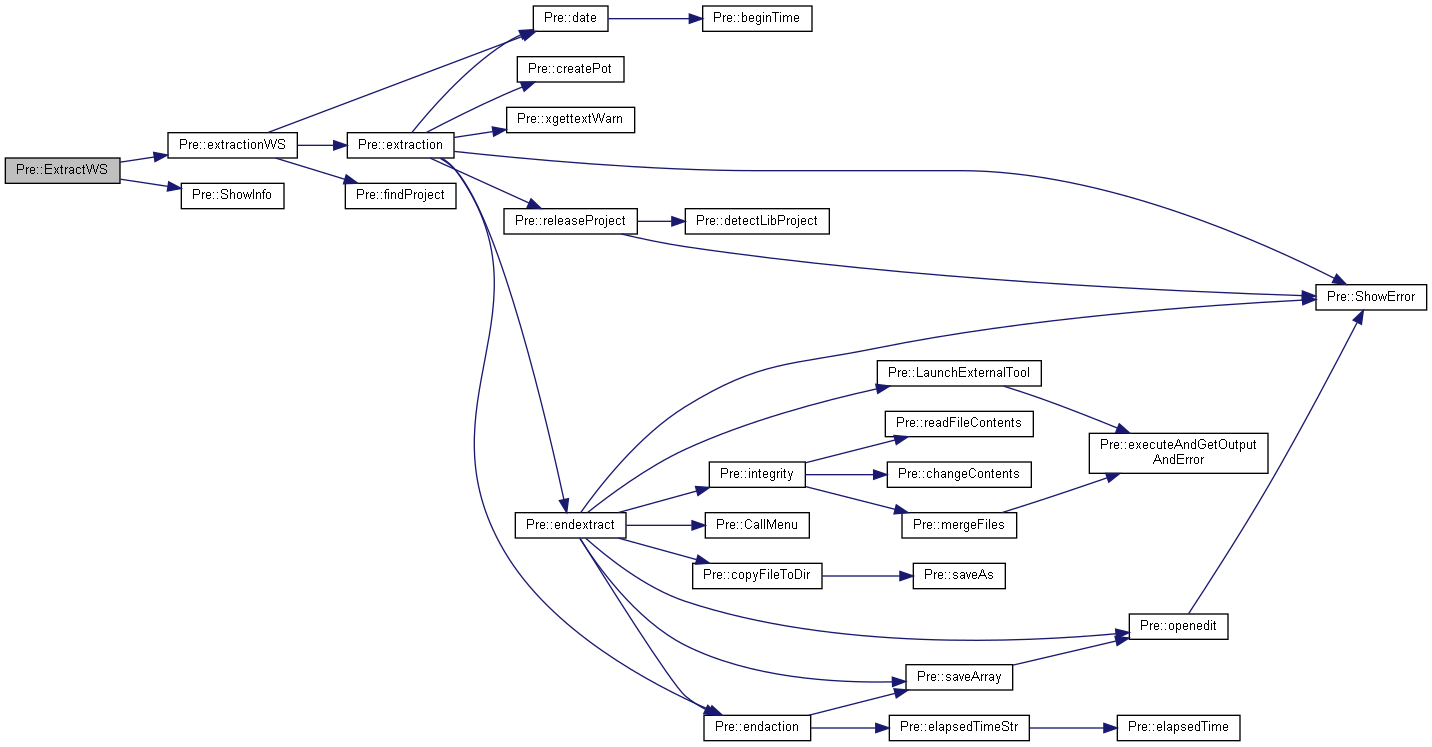 Pre::date
Pre::beginTime
Pre::createPot
Pre::xgettextWarn
Pre::extractionWS
Pre::extraction
Pre::ExtractWS
Pre::ShowInfo
Pre::findProject
Pre::releaseProject
Pre::detectLibProject
Pre::ShowError
Pre::LaunchExternalTool
Pre::readFileContents
Pre::executeAndGetOutput
AndError
Pre::integrity
Pre::changeContents
Pre::endextract
Pre::CallMenu
Pre::mergeFiles
Pre::copyFileToDir
Pre::saveAs
Pre::openedit
Pre::saveArray
Pre::endaction
Pre::elapsedTimeStr
Pre::elapsedTime